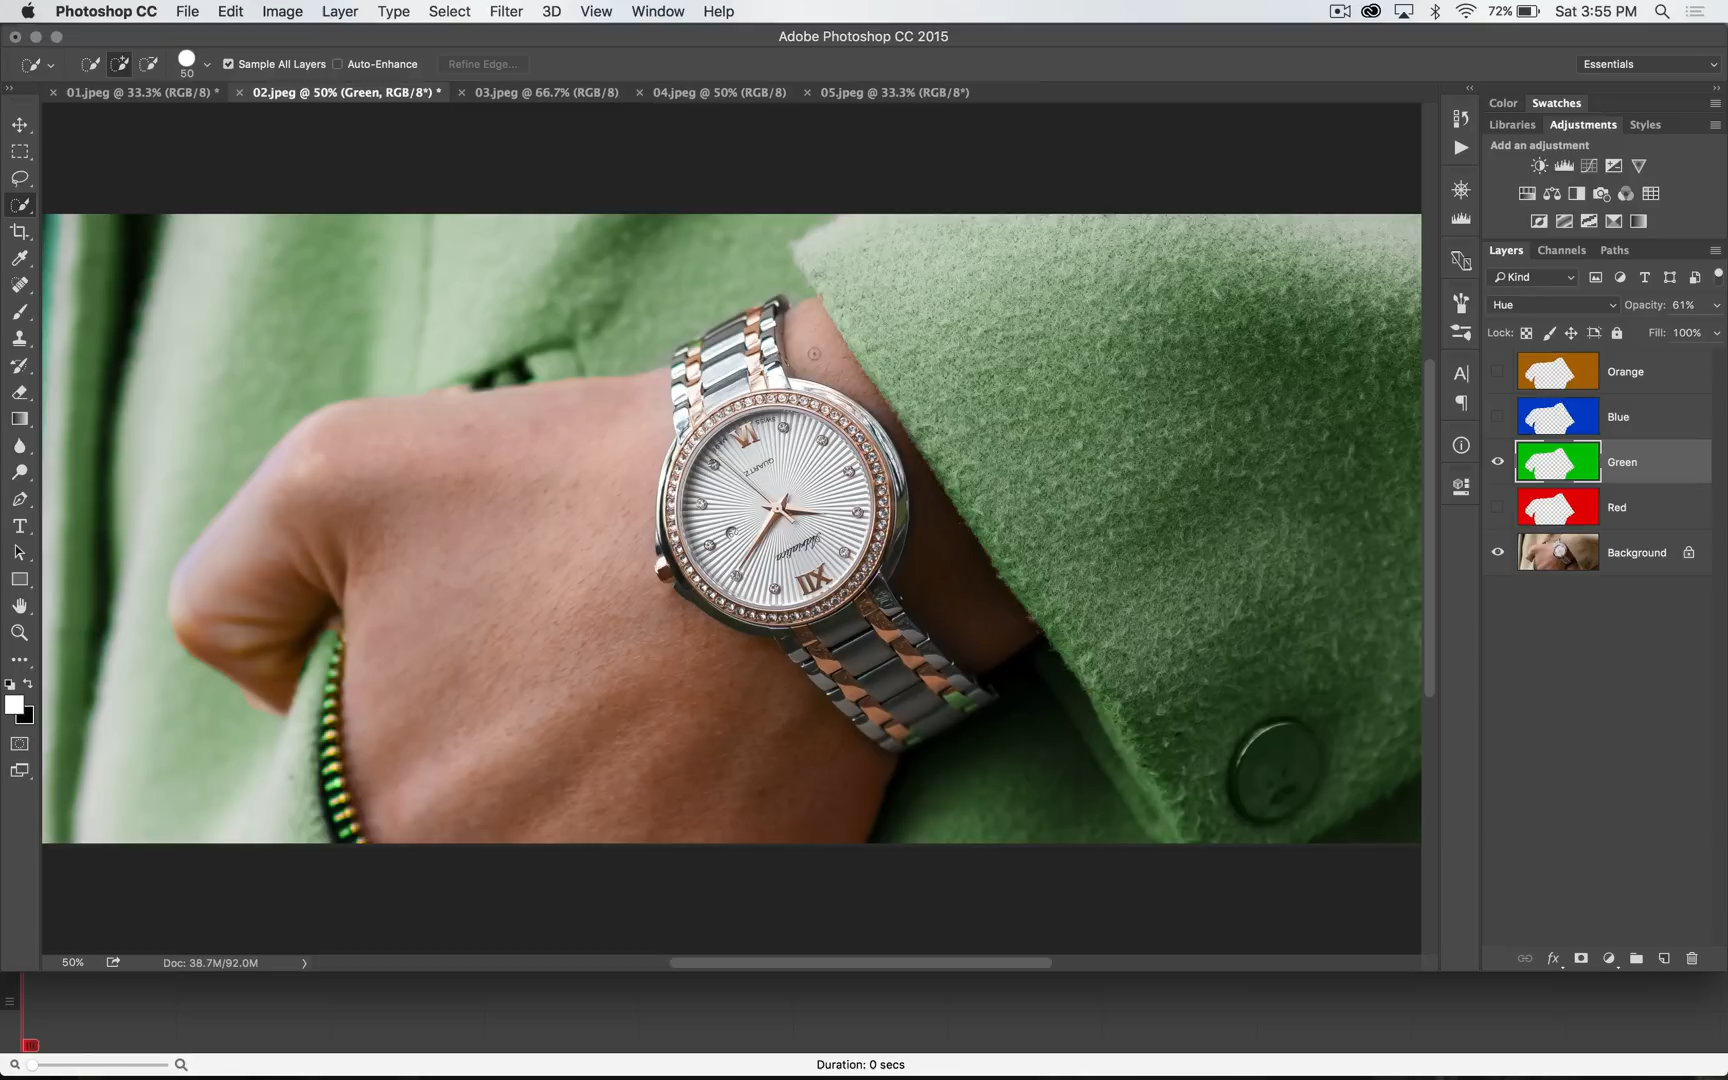 Photoshop CC File Edit Image Layer Type Select Filter 3D View Window Help 72% Sat 3:55 PM
Adobe Photoshop CC 2015
50 Sample All Layers Auto-Enhance Refine Edge... Essentials
01.jpeg @ 33.3% (RGB/8) * 02.jpeg @ 50% (Green, RGB/8*) * 03.jpeg @ 66.7% (RGB/8) 04.jpeg @ 50% (RGB/8) 05.jpeg @ 33.3% (RGB/8*)
Color Swatches
Libraries Adjustments Styles
Add an adjustment
Layers Channels Paths
Kind
Hue Opacity: 61%
Lock: Fill: 100%
Orange
Blue
Green
Red
Background
VI
SWISS
QUARTZ
Adriatica
XII
50% Doc: 38.7M/92.0M
Duration: 0 secs